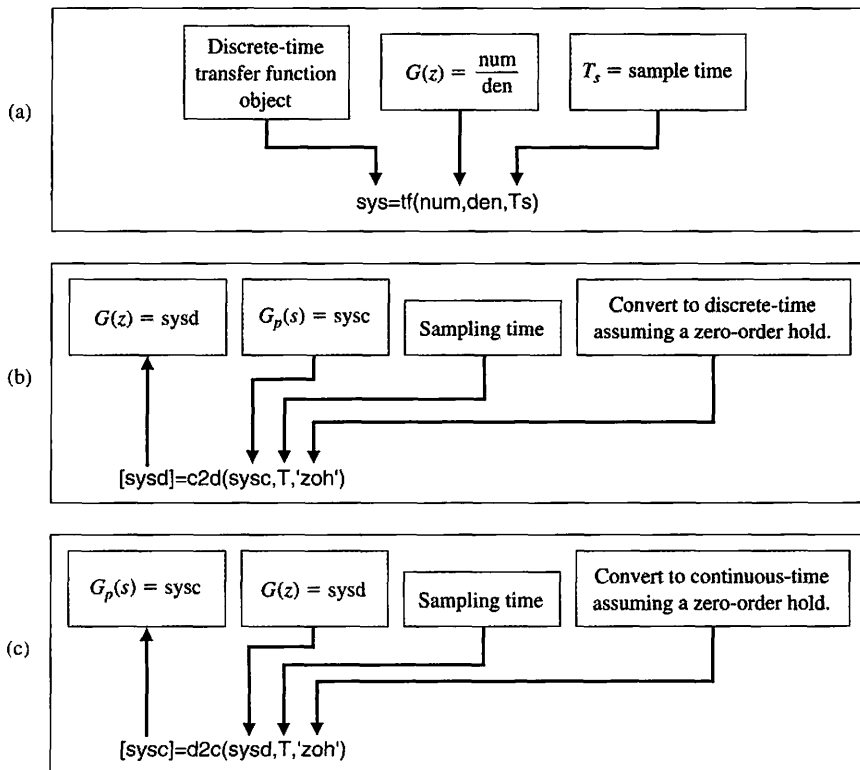 (a)
Discrete-time
transfer function
object
G(z) = num
den
T_s = sample time
sys=tf(num,den,Ts)
(b)
G(z) = sysd
G_p(s) = sysc
Sampling time
Convert to discrete-time
assuming a zero-order hold.
[sysd]=c2d(sysc,T,'zoh')
(c)
G_p(s) = sysc
G(z) = sysd
Sampling time
Convert to continuous-time
assuming a zero-order hold.
[sysc]=d2c(sysd,T,'zoh')